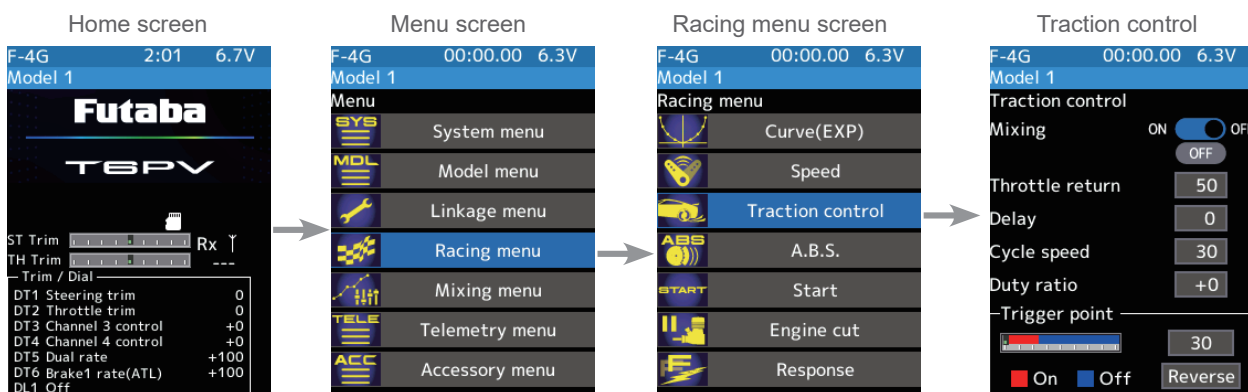 Home screen
F-4G 2:01 6.7V
Model 1
Futaba
T6PV
ST Trim Rx
TH Trim ---
Trim / Dial
DT1 Steering trim 0
DT2 Throttle trim 0
DT3 Channel 3 control +0
DT4 Channel 4 control +0
DT5 Dual rate +100
DT6 Brake1 rate(ATL) +100
DL1 Off
Menu screen
F-4G 00:00.00 6.3V
Model 1
Menu
SYS System menu
MDL Model menu
Linkage menu
Racing menu
Mixing menu
TELE Telemetry menu
ACC Accessory menu
Racing menu screen
F-4G 00:00.00 6.3V
Model 1
Racing menu
Curve(EXP)
Speed
Traction control
ABS A.B.S.
START Start
Engine cut
Response
Traction control
F-4G 00:00.00 6.3V
Model 1
Traction control
Mixing ON OF
OFF
Throttle return 50
Delay 0
Cycle speed 30
Duty ratio +0
Trigger point
30
On Off Reverse